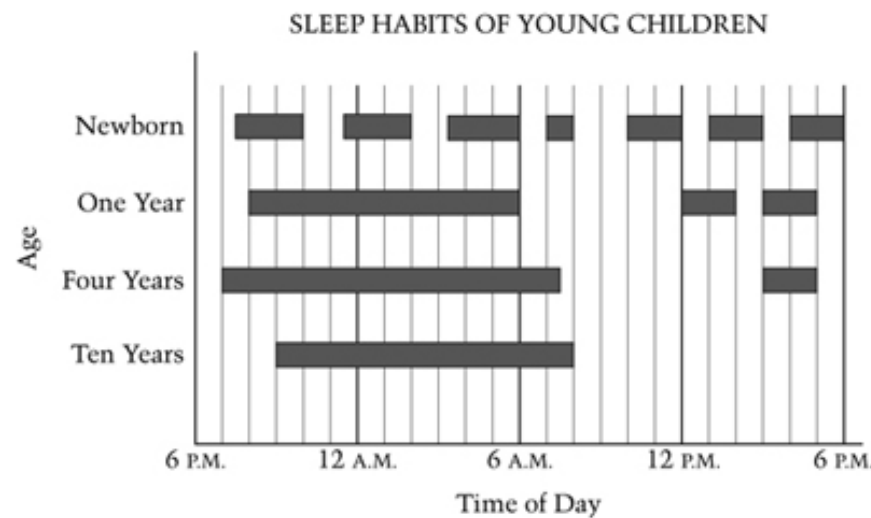 SLEEP HABITS OF YOUNG CHILDREN
Newborn
One Year
Four Years
Ten Years
Age
6 P.M.
12 A.M.
6 A.M.
12 P.M.
6 P.M.
Time of Day